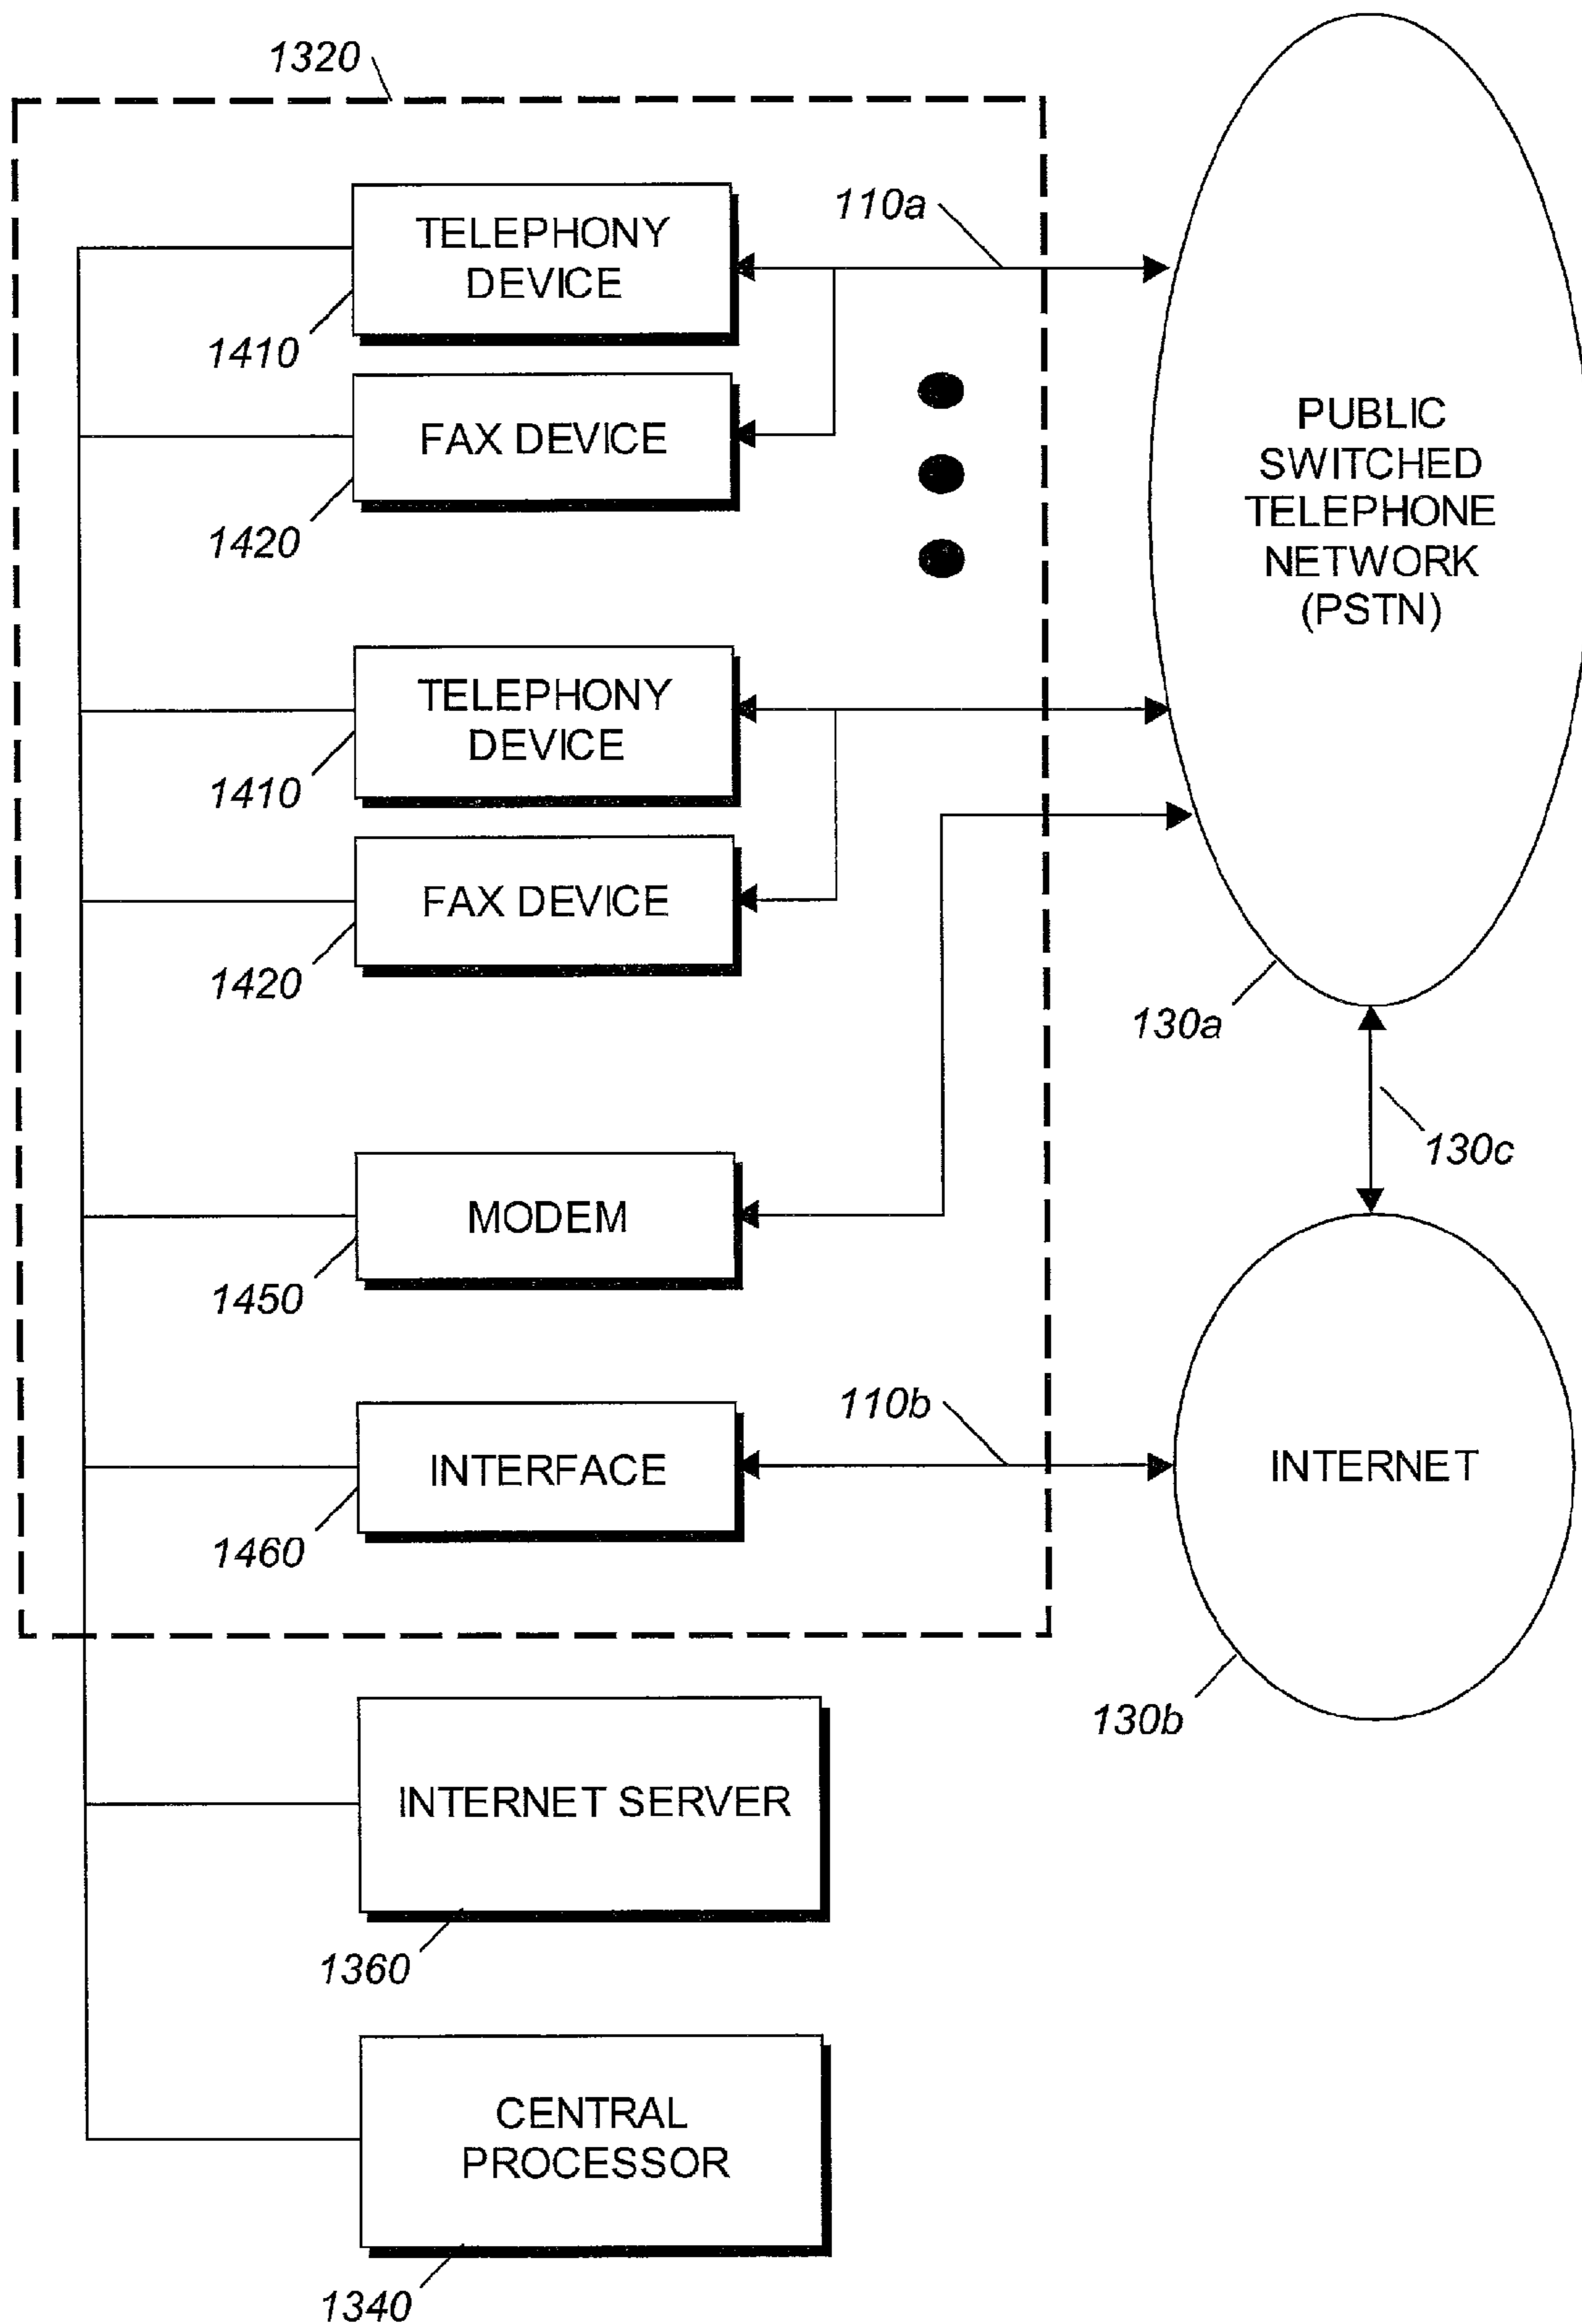 1320
TELEPHONY
DEVICE
1410
110a
FAX DEVICE
1420
PUBLIC
SWITCHED
TELEPHONE
NETWORK
(PSTN)
130a
TELEPHONY
DEVICE
1410
FAX DEVICE
1420
130c
MODEM
1450
110b
INTERFACE
1460
INTERNET
130b
INTERNET SERVER
1360
CENTRAL
PROCESSOR
1340